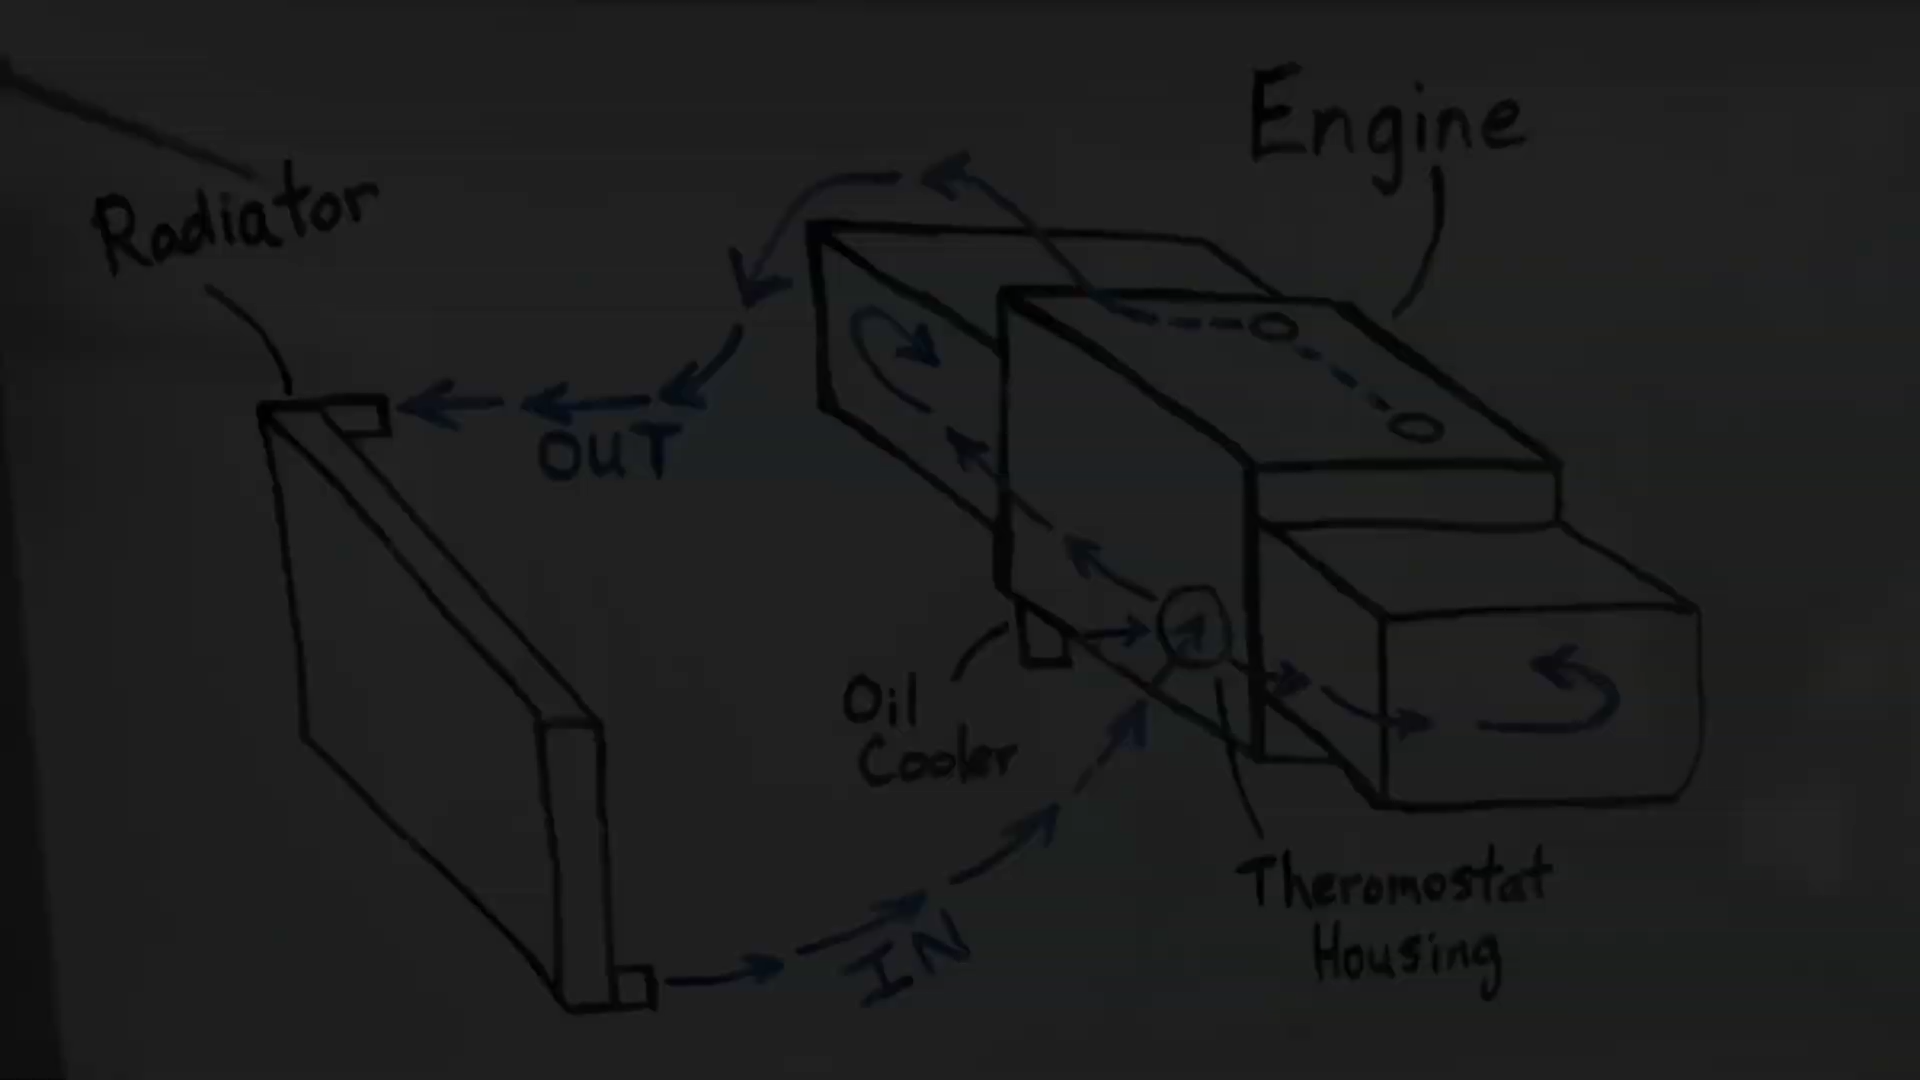 Engine
Radiator
OUT
Oil
Cooler
Theromostat
Housing
IN